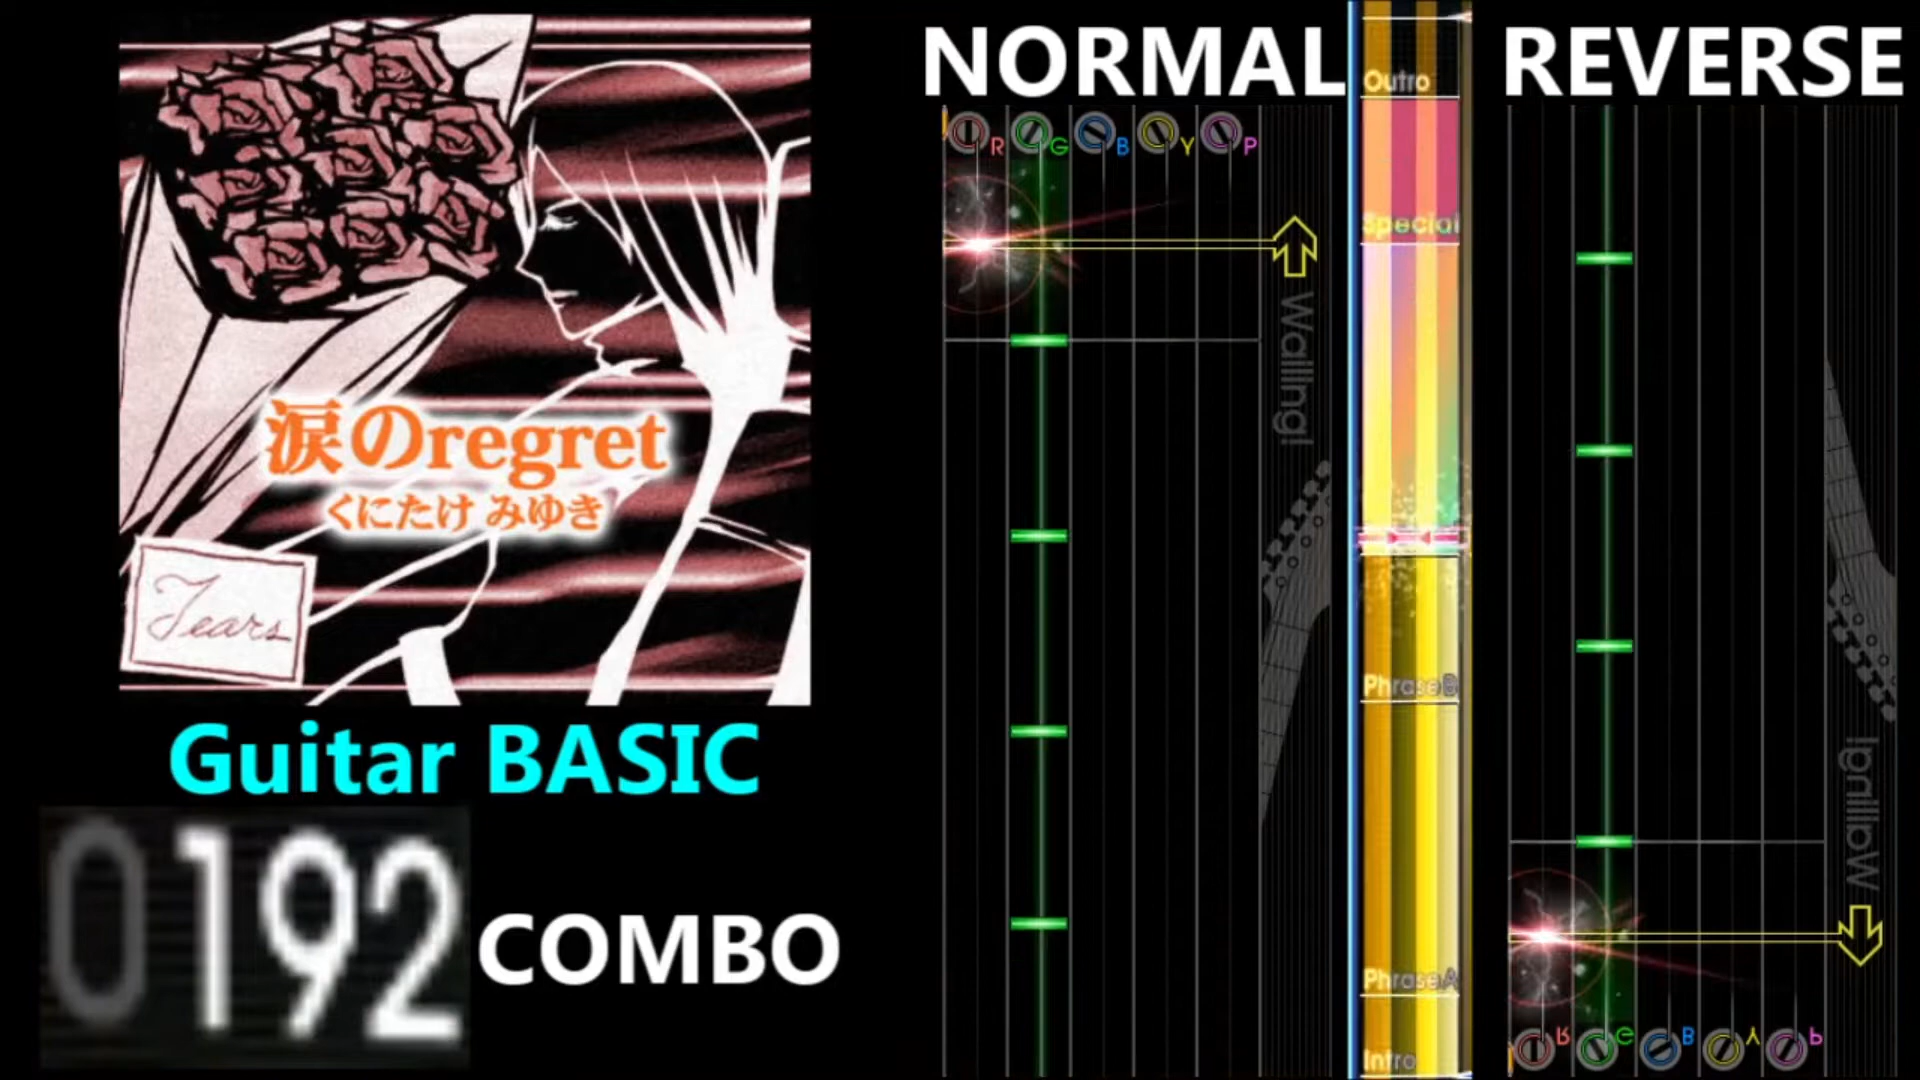 涙のregret
くにたけ みゆき
Tears
Guitar BASIC
0192
COMBO
NORMAL
R G B Y P
Wailing!
Outro
Special
PhraseB
PhraseA
Intro
REVERSE
Wailing!
R G B Y P